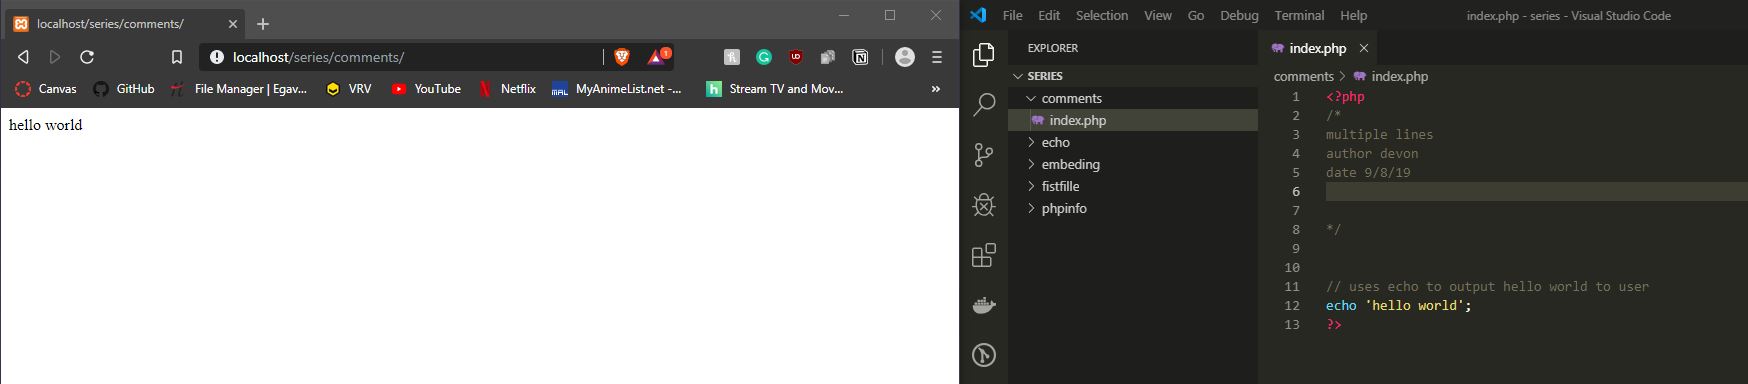 localhost/series/comments/
localhost/series/comments/
1
Canvas GitHub File Manager | Egav... VRV YouTube Netflix MyAnimeList.net -... Stream TV and Mov... »
hello world
File Edit Selection View Go Debug Terminal Help index.php - series - Visual Studio Code
EXPLORER
SERIES
comments
index.php
echo
embeding
fistfille
phpinfo
index.php
comments > index.php
1 <?php
2 /*
3 multiple lines
4 author devon
5 date 9/8/19
6
7
8 */
9
10
11 // uses echo to output hello world to user
12 echo 'hello world';
13 ?>